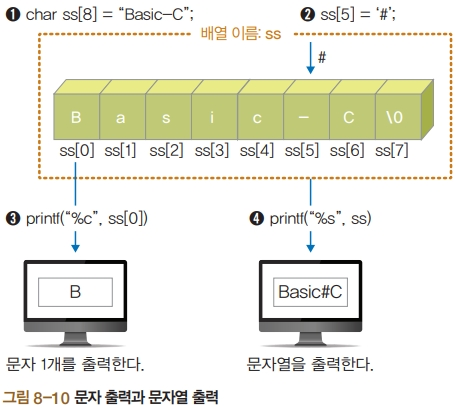 ❶ char ss[8] = “Basic-C”;
❷ ss[5] = ‘#’;
배열 이름: ss
#
B a s i c - C \0
ss[0] ss[1] ss[2] ss[3] ss[4] ss[5] ss[6] ss[7]
❸ printf(“%c”, ss[0])
❹ printf(“%s”, ss)
B
Basic#C
문자 1개를 출력한다.
문자열을 출력한다.
그림 8-10 문자 출력과 문자열 출력